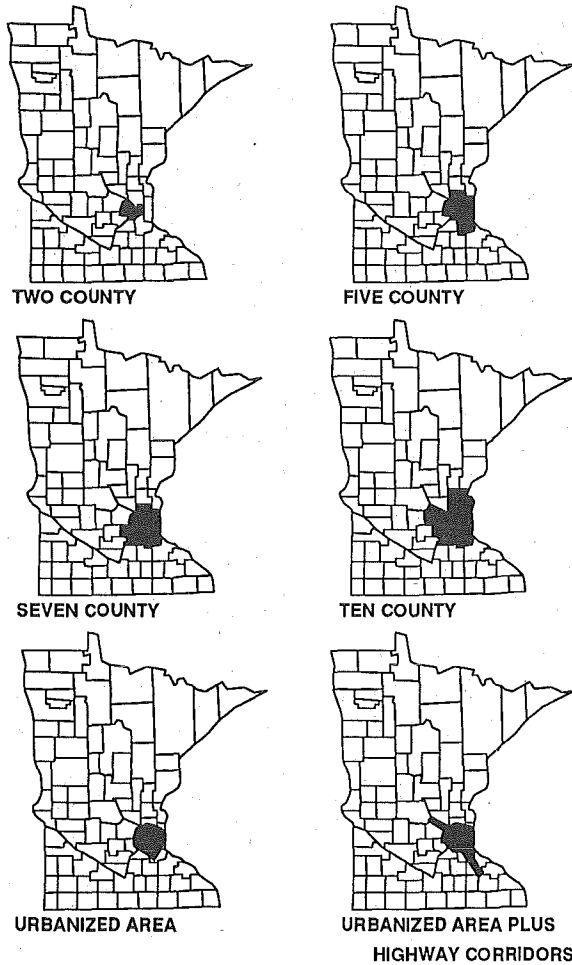 TWO COUNTY
FIVE COUNTY
SEVEN COUNTY
TEN COUNTY
URBANIZED AREA
URBANIZED AREA PLUS
HIGHWAY CORRIDORS